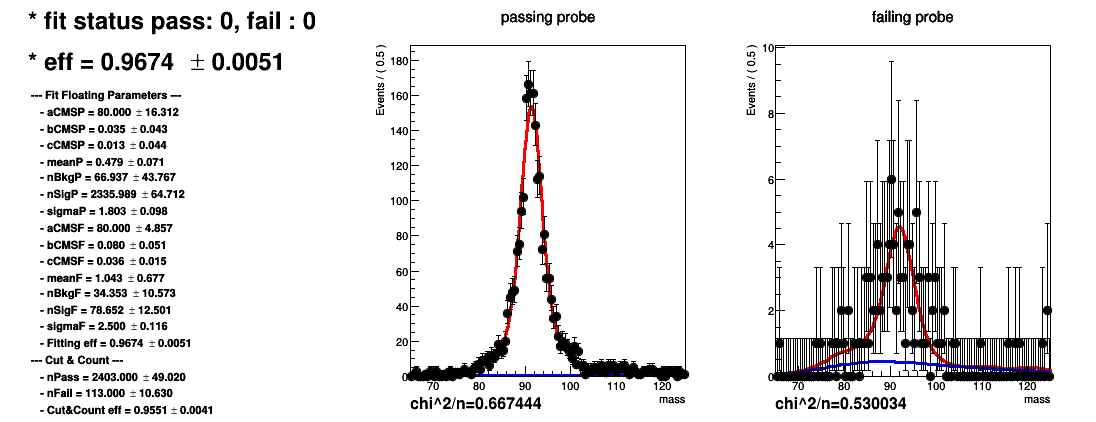 * fit status pass: 0, fail : 0
* eff = 0.9674 ± 0.0051
--- Fit Floating Parameters ---
- aCMSP = 80.000 ± 16.312
- bCMSP = 0.035 ± 0.043
- cCMSP = 0.013 ± 0.044
- meanP = 0.479 ± 0.071
- nBkgP = 66.937 ± 43.767
- nSigP = 2335.989 ± 64.712
- sigmaP = 1.803 ± 0.098
- aCMSF = 80.000 ± 4.857
- bCMSF = 0.080 ± 0.051
- cCMSF = 0.036 ± 0.015
- meanF = 1.043 ± 0.677
- nBkgF = 34.353 ± 10.573
- nSigF = 78.652 ± 12.501
- sigmaF = 2.500 ± 0.116
- Fitting eff = 0.9674 ± 0.0051
--- Cut & Count ---
- nPass = 2403.000 ± 49.020
- nFail = 113.000 ± 10.630
- Cut&Count eff = 0.9551 ± 0.0041
passing probe
Events / ( 0.5 )
180
160
140
120
100
80
60
40
20
0
70 80 90 100 110 120
mass
chi^2/n=0.667444
failing probe
Events / ( 0.5 )
10
8
6
4
2
0
70 80 90 100 110 120
mass
chi^2/n=0.530034